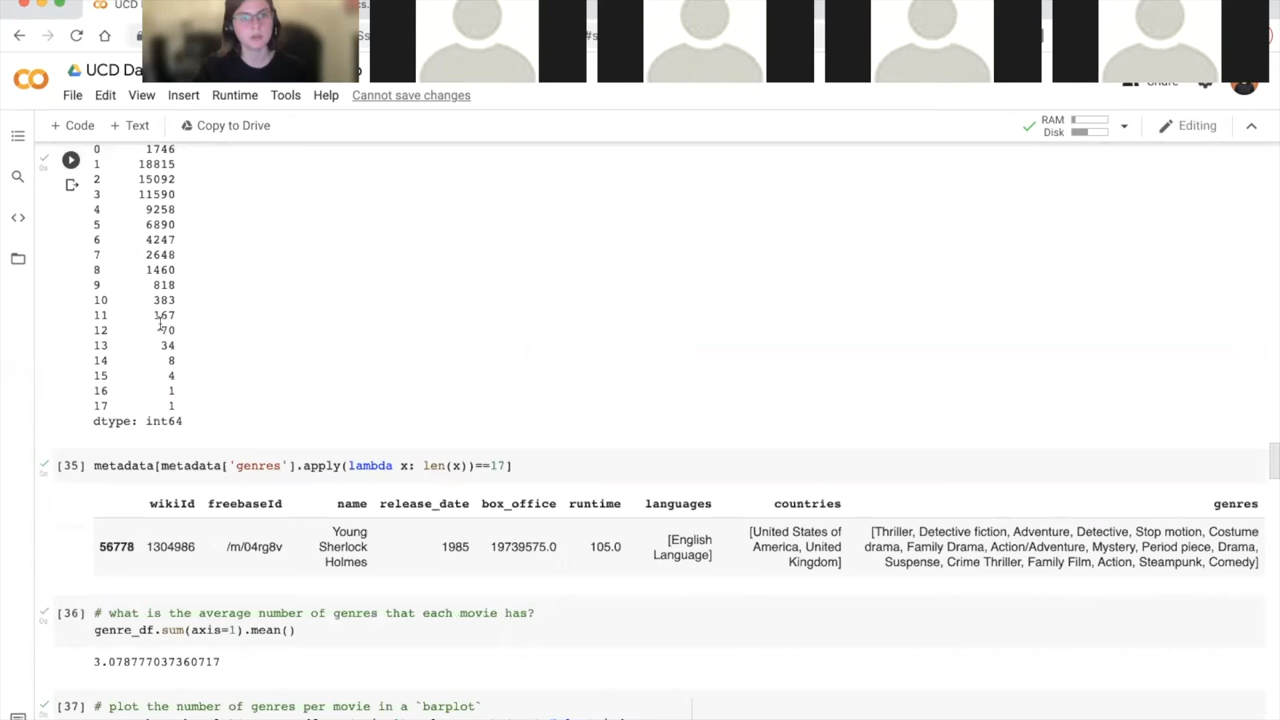 UCD Da
File Edit View Insert Runtime Tools Help Cannot save changes
+ Code + Text Copy to Drive RAM Disk Editing
0 1746
1 18815
2 15092
3 11590
4 9258
5 6890
6 4247
7 2648
8 1460
9 818
10 383
11 167
12 70
13 34
14 8
15 4
16 1
17 1
dtype: int64
[35] metadata[metadata['genres'].apply(lambda x: len(x))==17]
wikiId freebaseId name release_date box_office runtime languages countries genres
56778 1304986 /m/04rg8v Young Sherlock Holmes 1985 19739575.0 105.0 [English Language] [United States of America, United Kingdom] [Thriller, Detective fiction, Adventure, Detective, Stop motion, Costume drama, Family Drama, Action/Adventure, Mystery, Period piece, Drama, Suspense, Crime Thriller, Family Film, Action, Steampunk, Comedy]
[36] # what is the average number of genres that each movie has?
genre_df.sum(axis=1).mean()
3.078777037360717
[37] # plot the number of genres per movie in a `barplot`